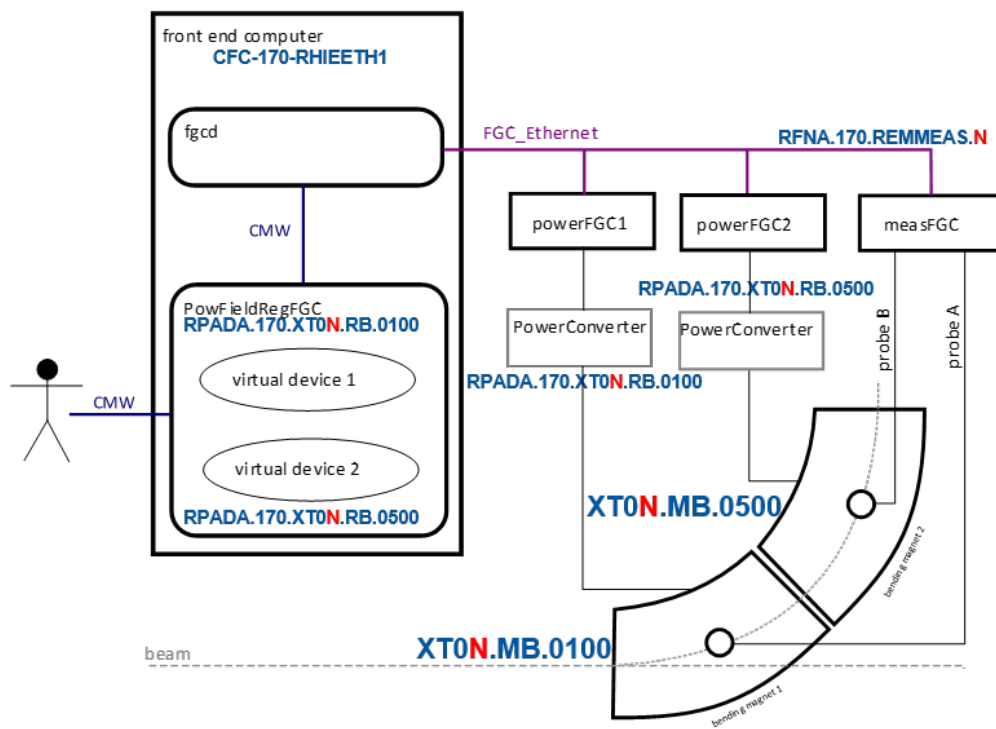 front end computer
CFC-170-RHIEETH1
fgcd
FGC_Ethernet
RFNA.170.REMMEAS.N
powerFGC1
powerFGC2
measFGC
CMW
RPADA.170.XT0N.RB.0500
PowFieldRegFGC
RPADA.170.XT0N.RB.0100
PowerConverter
PowerConverter
probe B
probe A
virtual device 1
RPADA.170.XT0N.RB.0100
CMW
virtual device 2
RPADA.170.XT0N.RB.0500
XT0N.MB.0500
bending magnet 2
XT0N.MB.0100
beam
bending magnet 1